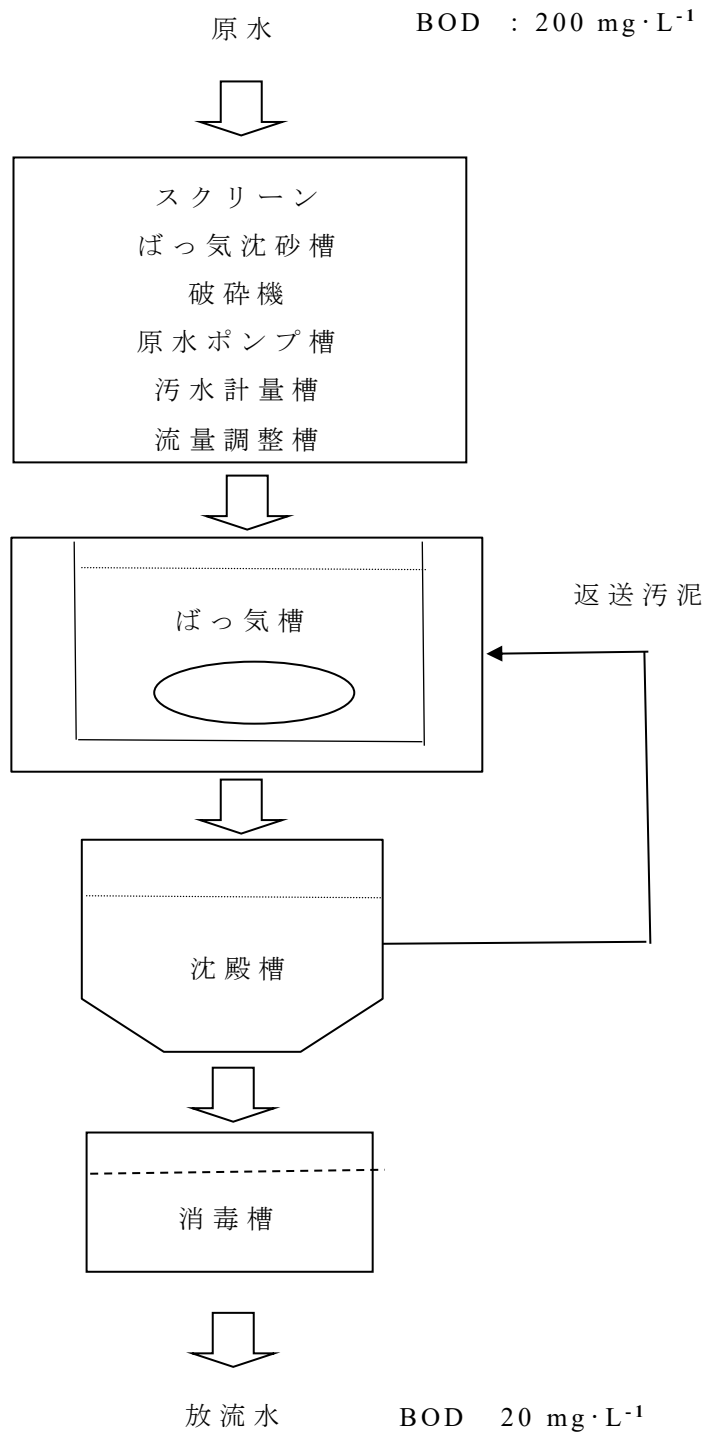 原水 BOD : 200 mg·L⁻¹
スクリーン
ばっ気沈砂槽
破砕機
原水ポンプ槽
汚水計量槽
流量調整槽
返送汚泥
ばっ気槽
沈殿槽
消毒槽
放流水 BOD 20 mg·L⁻¹